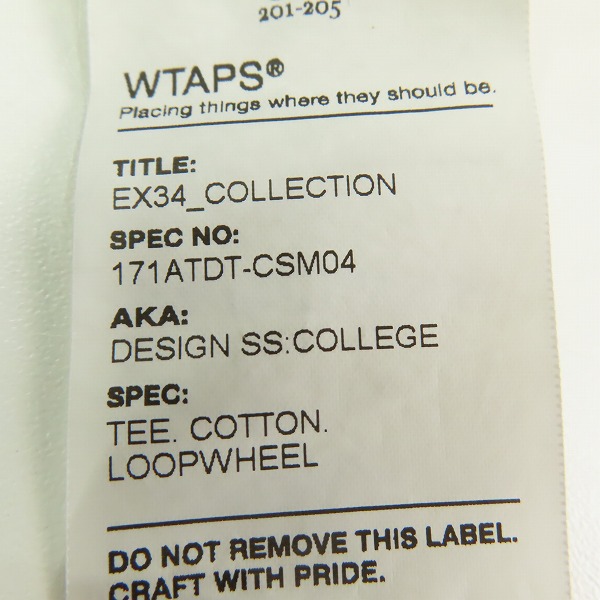 201-205
WTAPS®
Placing things where they should be.
TITLE:
EX34_COLLECTION
SPEC NO:
171ATDT-CSM04
AKA:
DESIGN SS:COLLEGE
SPEC:
TEE. COTTON.
LOOPWHEEL
DO NOT REMOVE THIS LABEL.
CRAFT WITH PRIDE.